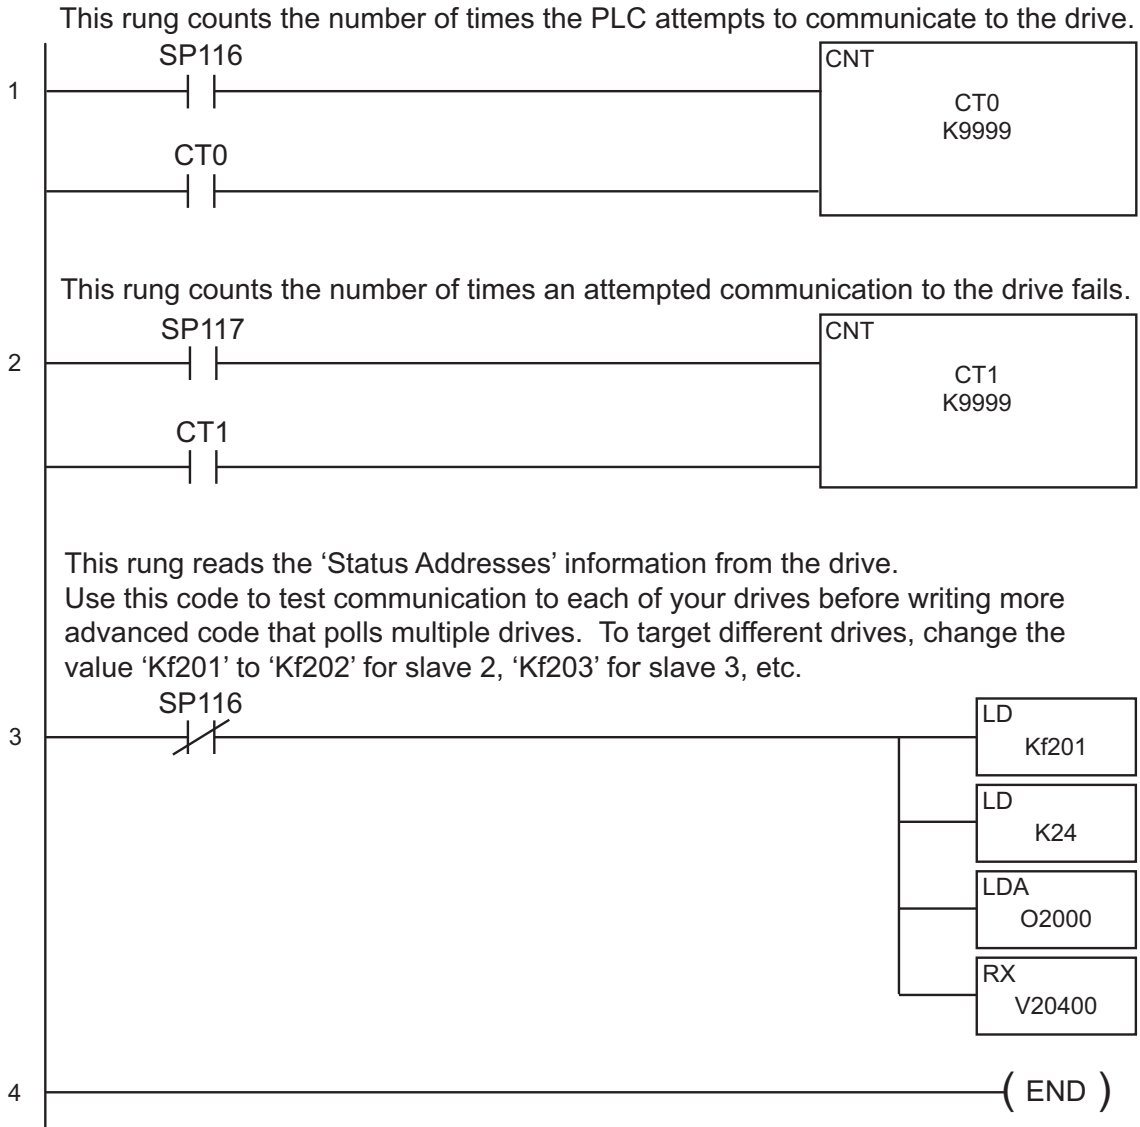 This rung counts the number of times the PLC attempts to communicate to the drive.
SP116
CNT
1
CT0
K9999
CT0
This rung counts the number of times an attempted communication to the drive fails.
SP117
CNT
2
CT1
K9999
CT1
This rung reads the ‘Status Addresses’ information from the drive.
Use this code to test communication to each of your drives before writing more
advanced code that polls multiple drives.  To target different drives, change the
value ‘Kf201’ to ‘Kf202’ for slave 2, ‘Kf203’ for slave 3, etc.
SP116
3
LD
Kf201
LD
K24
LDA
O2000
RX
V20400
4
( END )